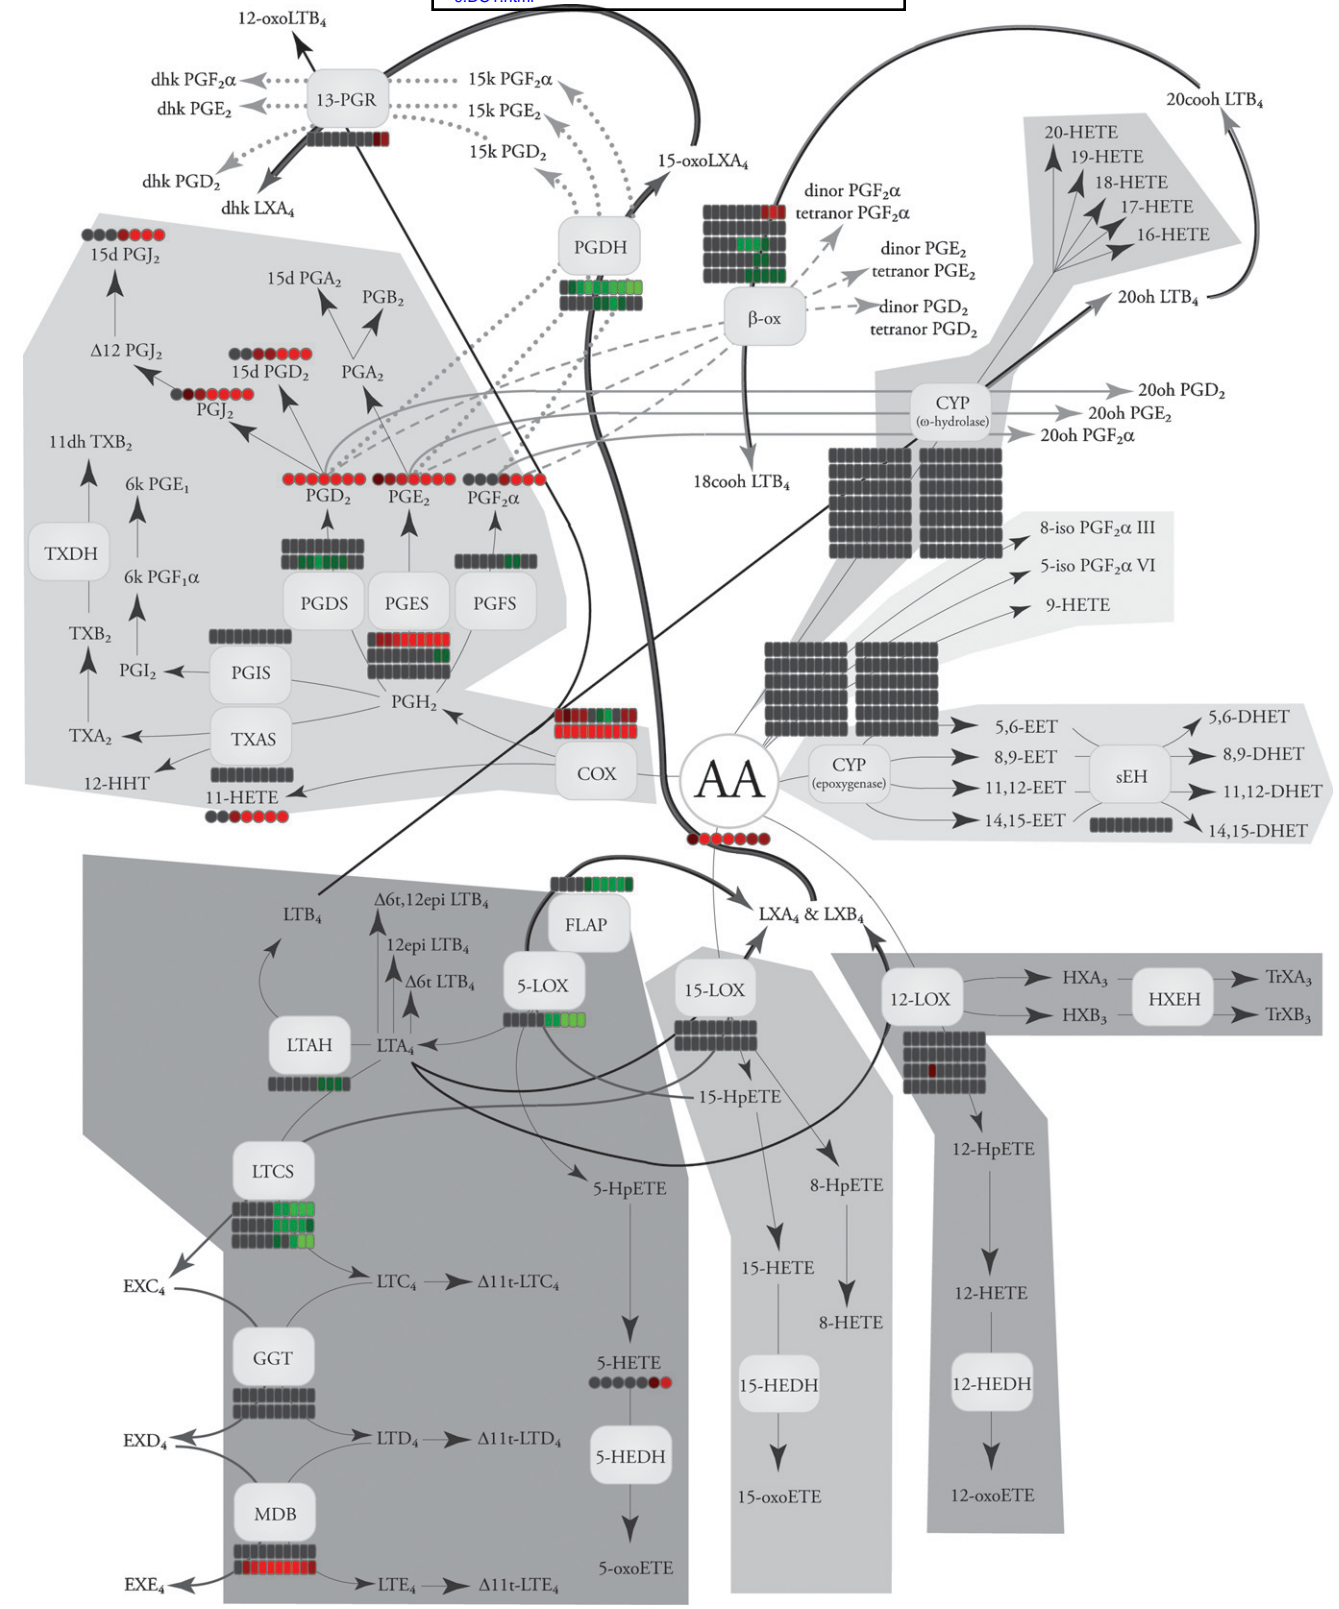 12-oxoLTB₄
dhk PGF₂α
13-PGR
15k PGF₂α
dhk PGE₂
15k PGE₂
15k PGD₂
dhk PGD₂
dhk LXA₄
15-oxoLXA₄
PGDH
dinor PGF₂α
tetranor PGF₂α
dinor PGE₂
tetranor PGE₂
dinor PGD₂
tetranor PGD₂
β-ox
20cooh LTB₄
20-HETE
19-HETE
18-HETE
17-HETE
16-HETE
20oh LTB₄
CYP
(ω-hydrolase)
20oh PGD₂
20oh PGE₂
20oh PGF₂α
18cooh LTB₄
15d PGJ₂
15d PGA₂
PGB₂
Δ12 PGJ₂
15d PGD₂
PGA₂
PGJ₂
11dh TXB₂
6k PGE₁
PGD₂
PGE₂
PGF₂α
TXDH
6k PGF₁α
PGDS
PGES
PGFS
TXB₂
PGI₂
PGIS
PGH₂
TXA₂
TXAS
12-HHT
11-HETE
COX
AA
8-iso PGF₂α III
5-iso PGF₂α VI
9-HETE
CYP
(epoxygenase)
5,6-EET
8,9-EET
11,12-EET
14,15-EET
sEH
5,6-DHET
8,9-DHET
11,12-DHET
14,15-DHET
LTB₄
Δ6t,12epi LTB₄
12epi LTB₄
Δ6t LTB₄
FLAP
5-LOX
LXA₄ & LXB₄
15-LOX
12-LOX
HXA₃
HXB₃
HXEH
TrXA₃
TrXB₃
LTAH
LTA₄
15-HpETE
12-HpETE
LTCS
5-HpETE
8-HpETE
15-HETE
8-HETE
12-HETE
EXC₄
LTC₄
Δ11t-LTC₄
GGT
5-HETE
15-HEDH
12-HEDH
EXD₄
LTD₄
Δ11t-LTD₄
5-HEDH
15-oxoETE
12-oxoETE
MDB
5-oxoETE
EXE₄
LTE₄
Δ11t-LTE₄